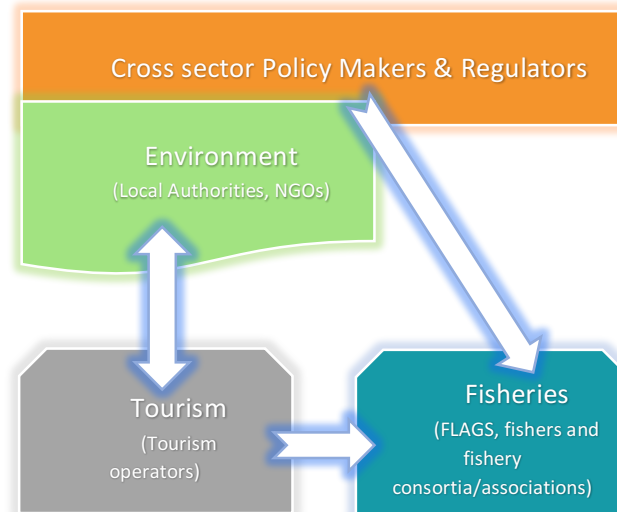 Cross sector Policy Makers & Regulators
Environment
(Local Authorities, NGOs)
Tourism
(Tourism
operators)
Fisheries
(FLAGS, fishers and
fishery
consortia/associations)